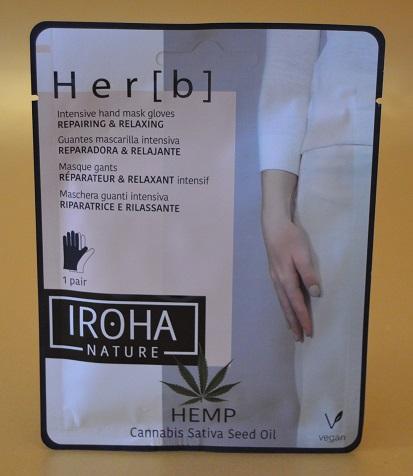 Her[b]
Intensive hand mask gloves
REPAIRING & RELAXING
Guantes mascarilla intensiva
REPARADORA & RELAJANTE
Masque gants
RÉPARATEUR & RELAXANT intensif
Maschera guanti intensiva
RIPARATRICE E RILASSANTE
1 pair
IROHA
NATURE
HEMP
Cannabis Sativa Seed Oil
vegan